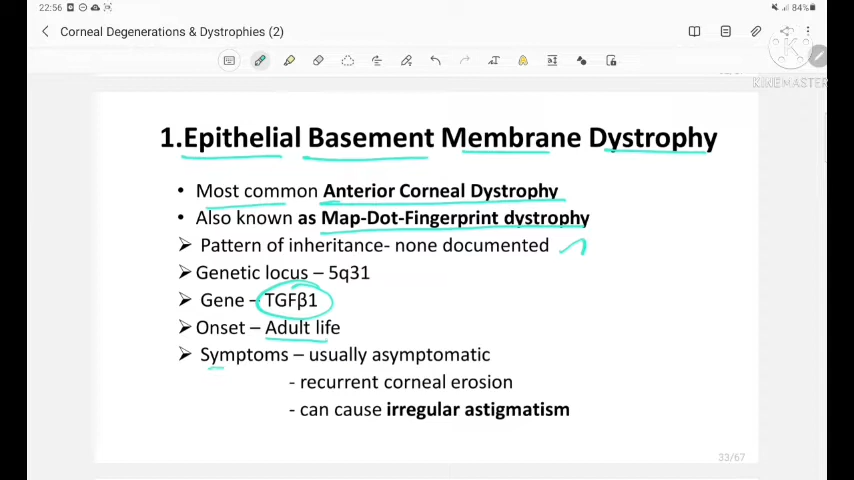 22:56 84%
Corneal Degenerations & Dystrophies (2)
KINEMASTER
1.Epithelial Basement Membrane Dystrophy
• Most common Anterior Corneal Dystrophy
• Also known as Map-Dot-Fingerprint dystrophy
➤ Pattern of inheritance- none documented
➤ Genetic locus – 5q31
➤ Gene – TGFβ1
➤ Onset – Adult life
➤ Symptoms – usually asymptomatic
- recurrent corneal erosion
- can cause irregular astigmatism
33/67